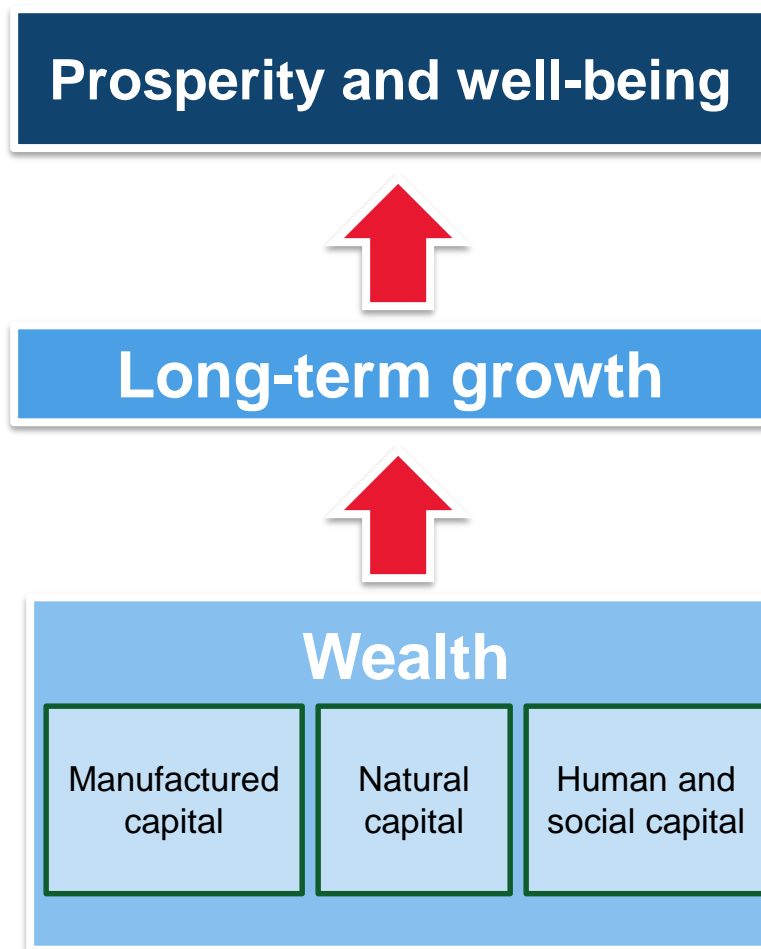 Prosperity and well-being
Long-term growth
Wealth
Manufactured
capital
Natural
capital
Human and
social capital